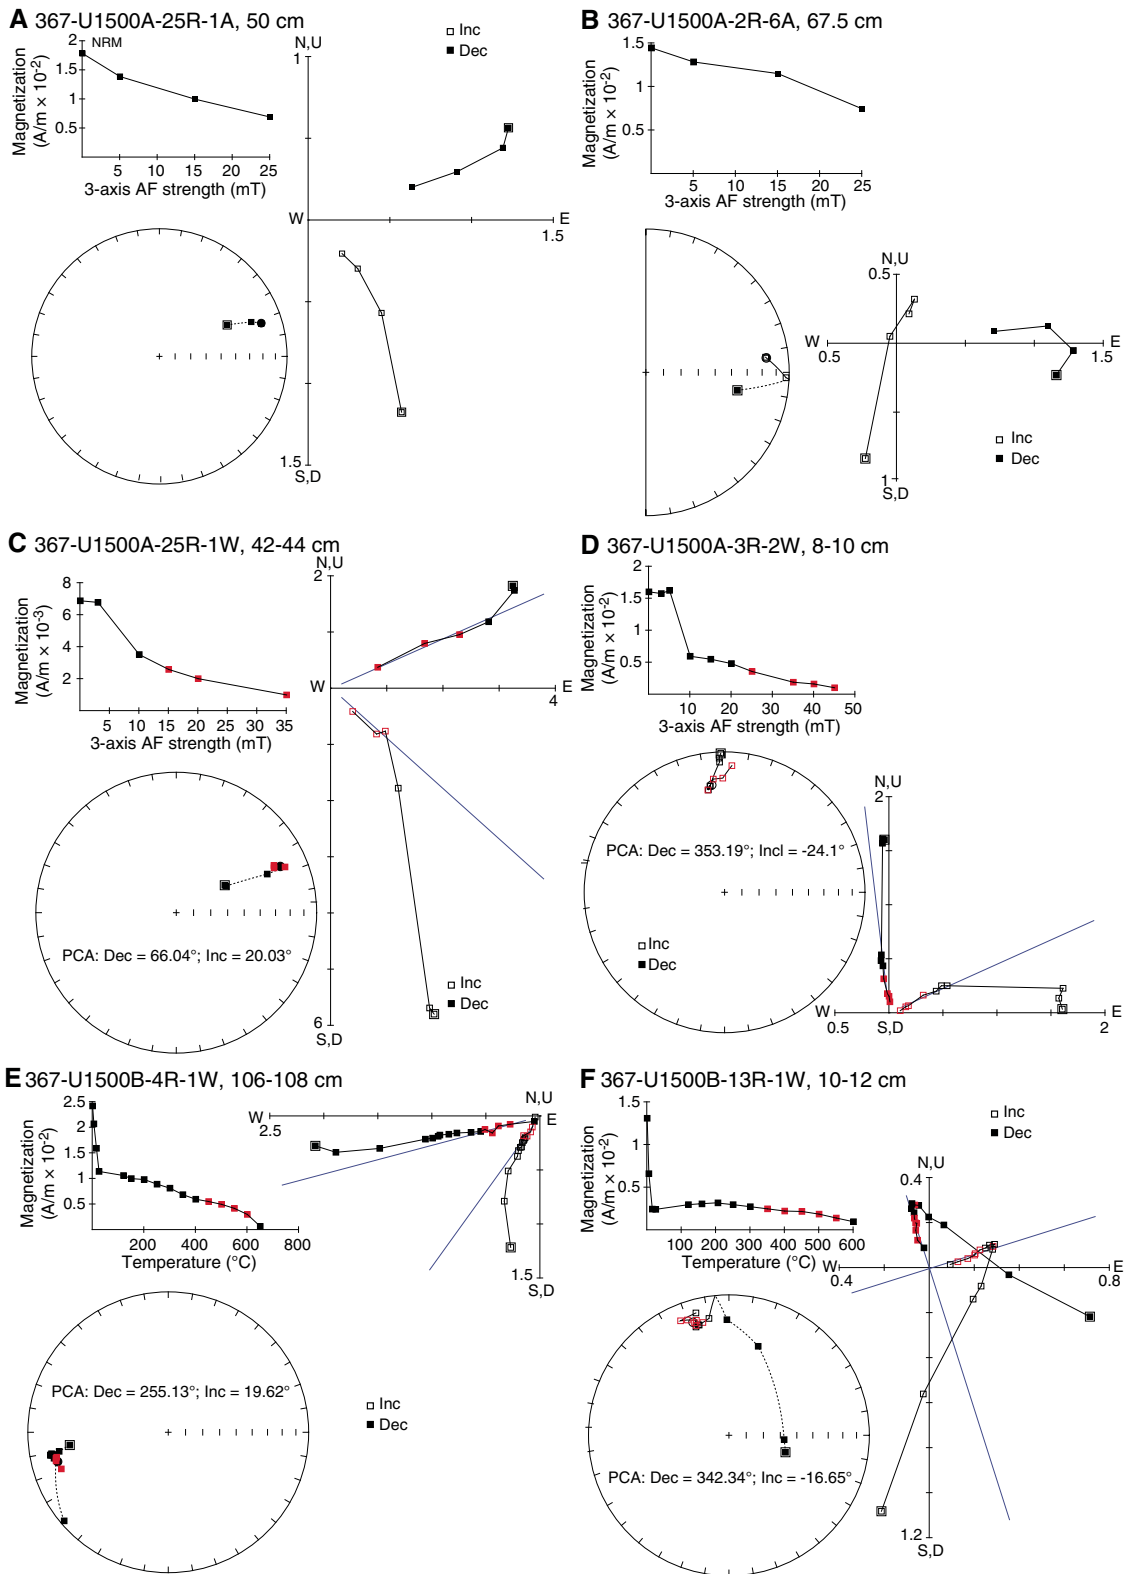 A 367-U1500A-25R-1A, 50 cm
2
1.5
1
0.5
NRM
Magnetization
(A/m × 10-2)
5 10 15 20 25
3-axis AF strength (mT)
N,U
1
W
E
1.5
1.5
S,D
Inc
Dec
B 367-U1500A-2R-6A, 67.5 cm
1.5
1
0.5
Magnetization
(A/m × 10-2)
5 10 15 20 25
3-axis AF strength (mT)
N,U
0.5
W
0.5
E
1.5
1
S,D
Inc
Dec
C 367-U1500A-25R-1W, 42-44 cm
8
6
4
2
Magnetization
(A/m × 10-3)
5 10 15 20 25 30 35
3-axis AF strength (mT)
N,U
2
W
E
4
6
S,D
Inc
Dec
PCA: Dec = 66.04°; Inc = 20.03°
D 367-U1500A-3R-2W, 8-10 cm
2
1.5
1
0.5
Magnetization
(A/m × 10-2)
10 20 30 40 50
3-axis AF strength (mT)
PCA: Dec = 353.19°; Incl = -24.1°
Inc
Dec
N,U
2
W
0.5
S,D
E
2
E 367-U1500B-4R-1W, 106-108 cm
2.5
2
1.5
1
0.5
Magnetization
(A/m × 10-2)
200 400 600 800
Temperature (°C)
N,U
W
2.5
E
1.5
S,D
PCA: Dec = 255.13°; Inc = 19.62°
Inc
Dec
F 367-U1500B-13R-1W, 10-12 cm
1.5
1
0.5
Magnetization
(A/m × 10-2)
100 200 300 400 500 600
Temperature (°C)
Inc
Dec
N,U
0.4
W
0.4
E
0.8
1.2
S,D
PCA: Dec = 342.34°; Inc = -16.65°